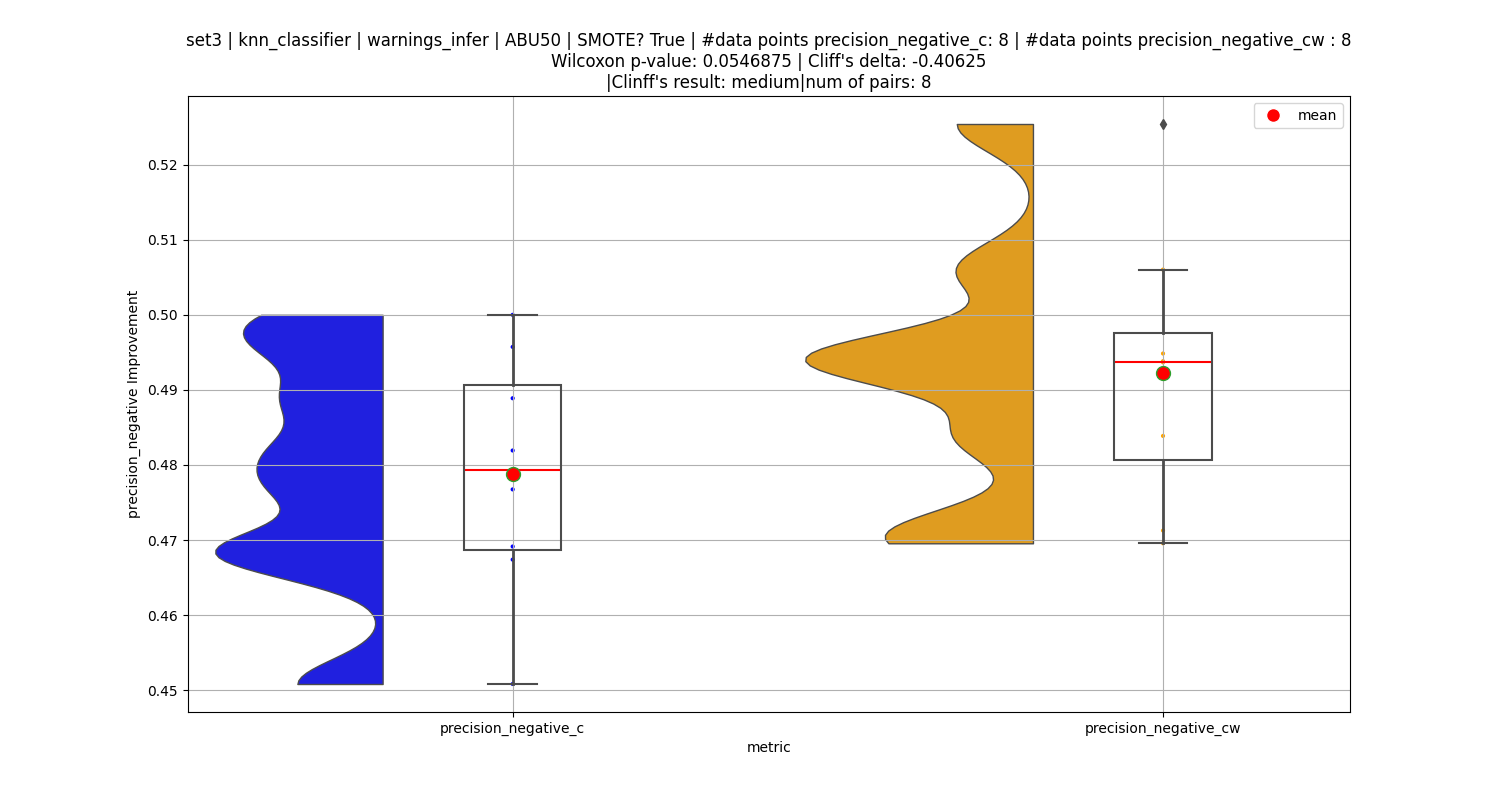 set3 | knn_classifier | warnings_infer | ABU50 | SMOTE? True | #data points precision_negative_c: 8 | #data points precision_negative_cw : 8
Wilcoxon p-value: 0.0546875 | Cliff's delta: -0.40625
|Clinff's result: medium|num of pairs: 8
mean
0.52
0.51
0.50
0.49
0.48
0.47
0.46
0.45
precision_negative Improvement
precision_negative_c
precision_negative_cw
metric